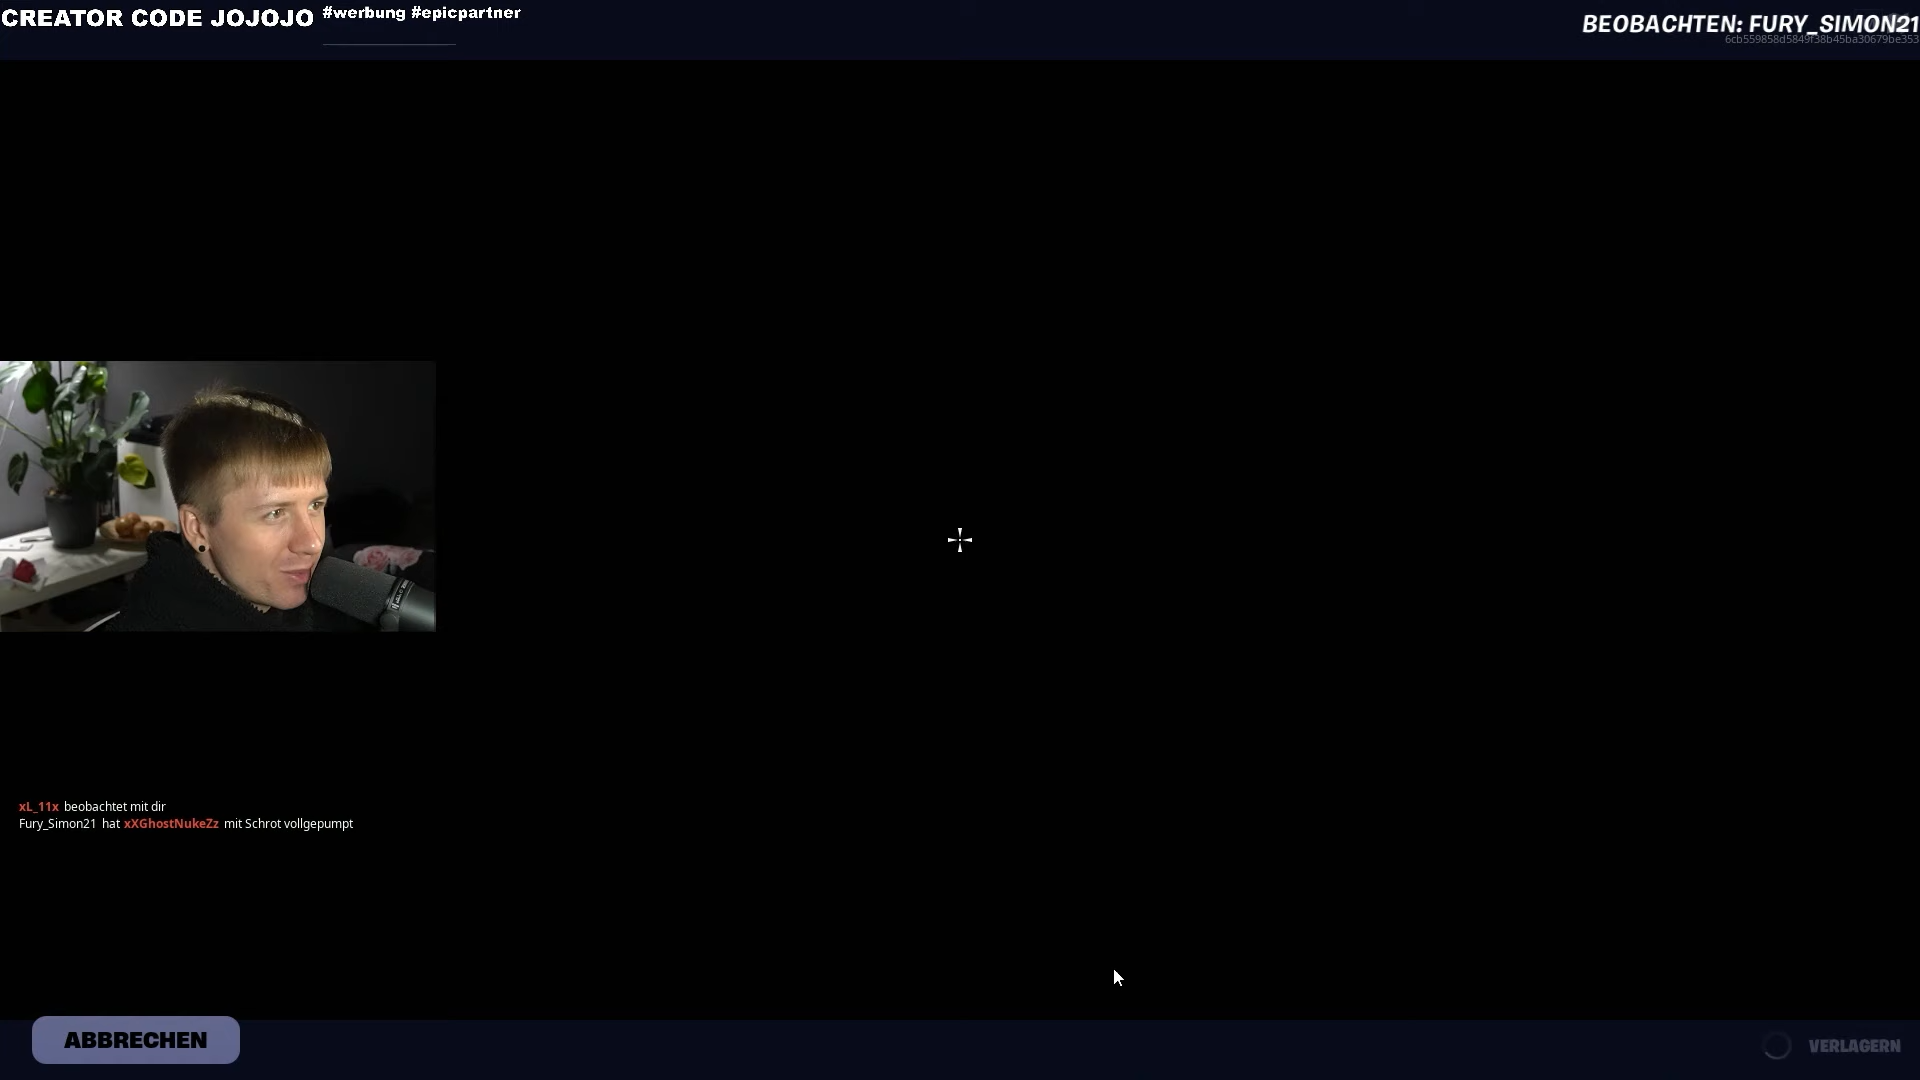 CREATOR CODE JOJOJO #werbung #epicpartner
BEOBACHTEN: FURY_SIMON21
6cb559858d5849f38b45ba30679be353
xL_11x beobachtet mit dir
Fury_Simon21 hat xXGhostNukeZz mit Schrot vollgepumpt
ABBRECHEN
VERLAGERN